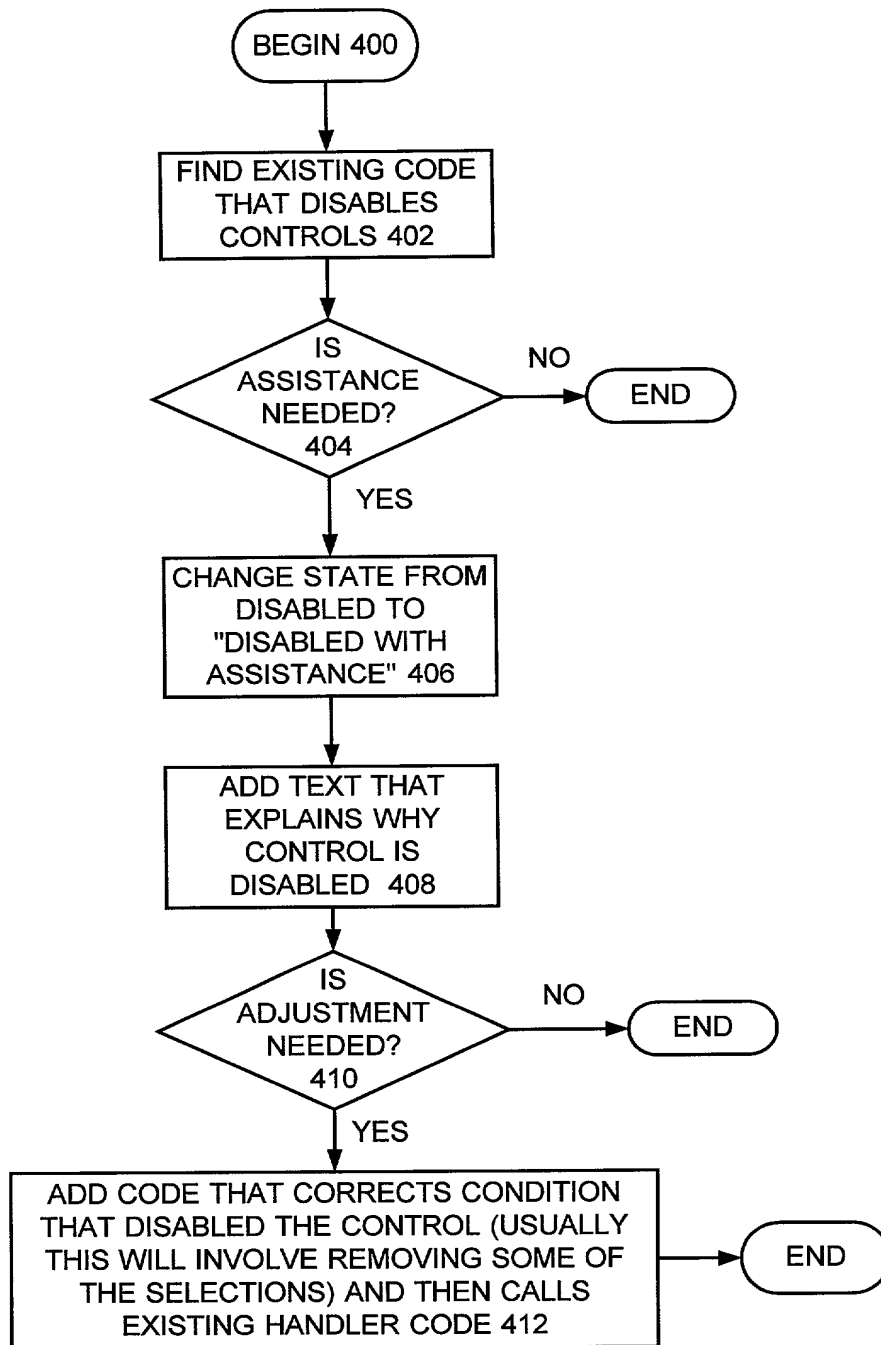 BEGIN 400
FIND EXISTING CODE
THAT DISABLES
CONTROLS 402
IS
ASSISTANCE
NEEDED?
404
NO
END
YES
CHANGE STATE FROM
DISABLED TO
"DISABLED WITH
ASSISTANCE" 406
ADD TEXT THAT
EXPLAINS WHY
CONTROL IS
DISABLED 408
IS
ADJUSTMENT
NEEDED?
410
NO
END
YES
ADD CODE THAT CORRECTS CONDITION
THAT DISABLED THE CONTROL (USUALLY
THIS WILL INVOLVE REMOVING SOME OF
THE SELECTIONS) AND THEN CALLS
EXISTING HANDLER CODE 412
END